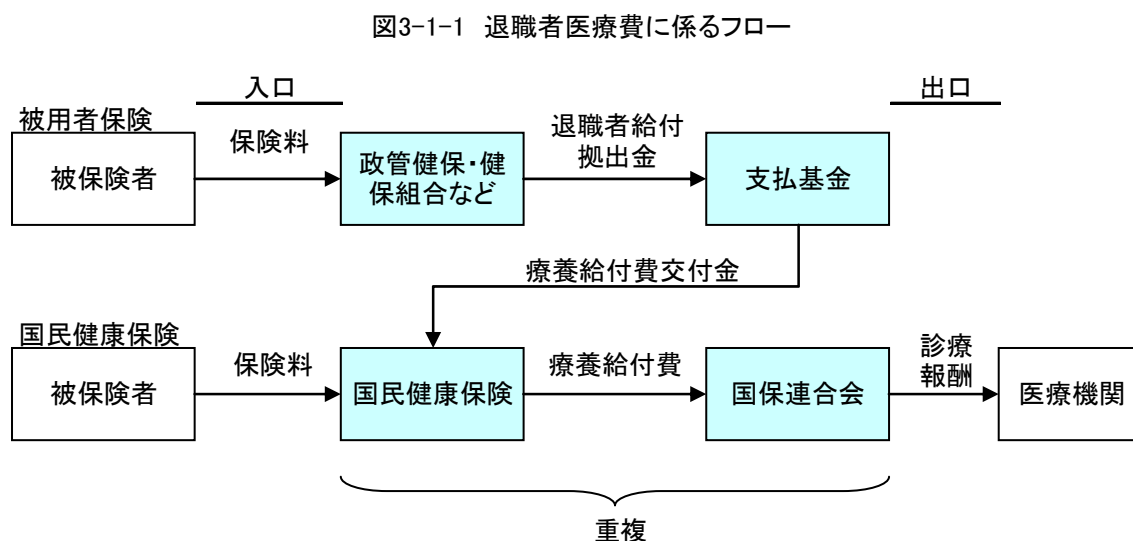 図3-1-1 退職者医療費に係るフロー
入口
出口
被用者保険
被保険者
保険料
政管健保・健
保組合など
退職者給付
拠出金
支払基金
療養給付費交付金
国民健康保険
被保険者
保険料
国民健康保険
療養給付費
国保連合会
診療
報酬
医療機関
重複